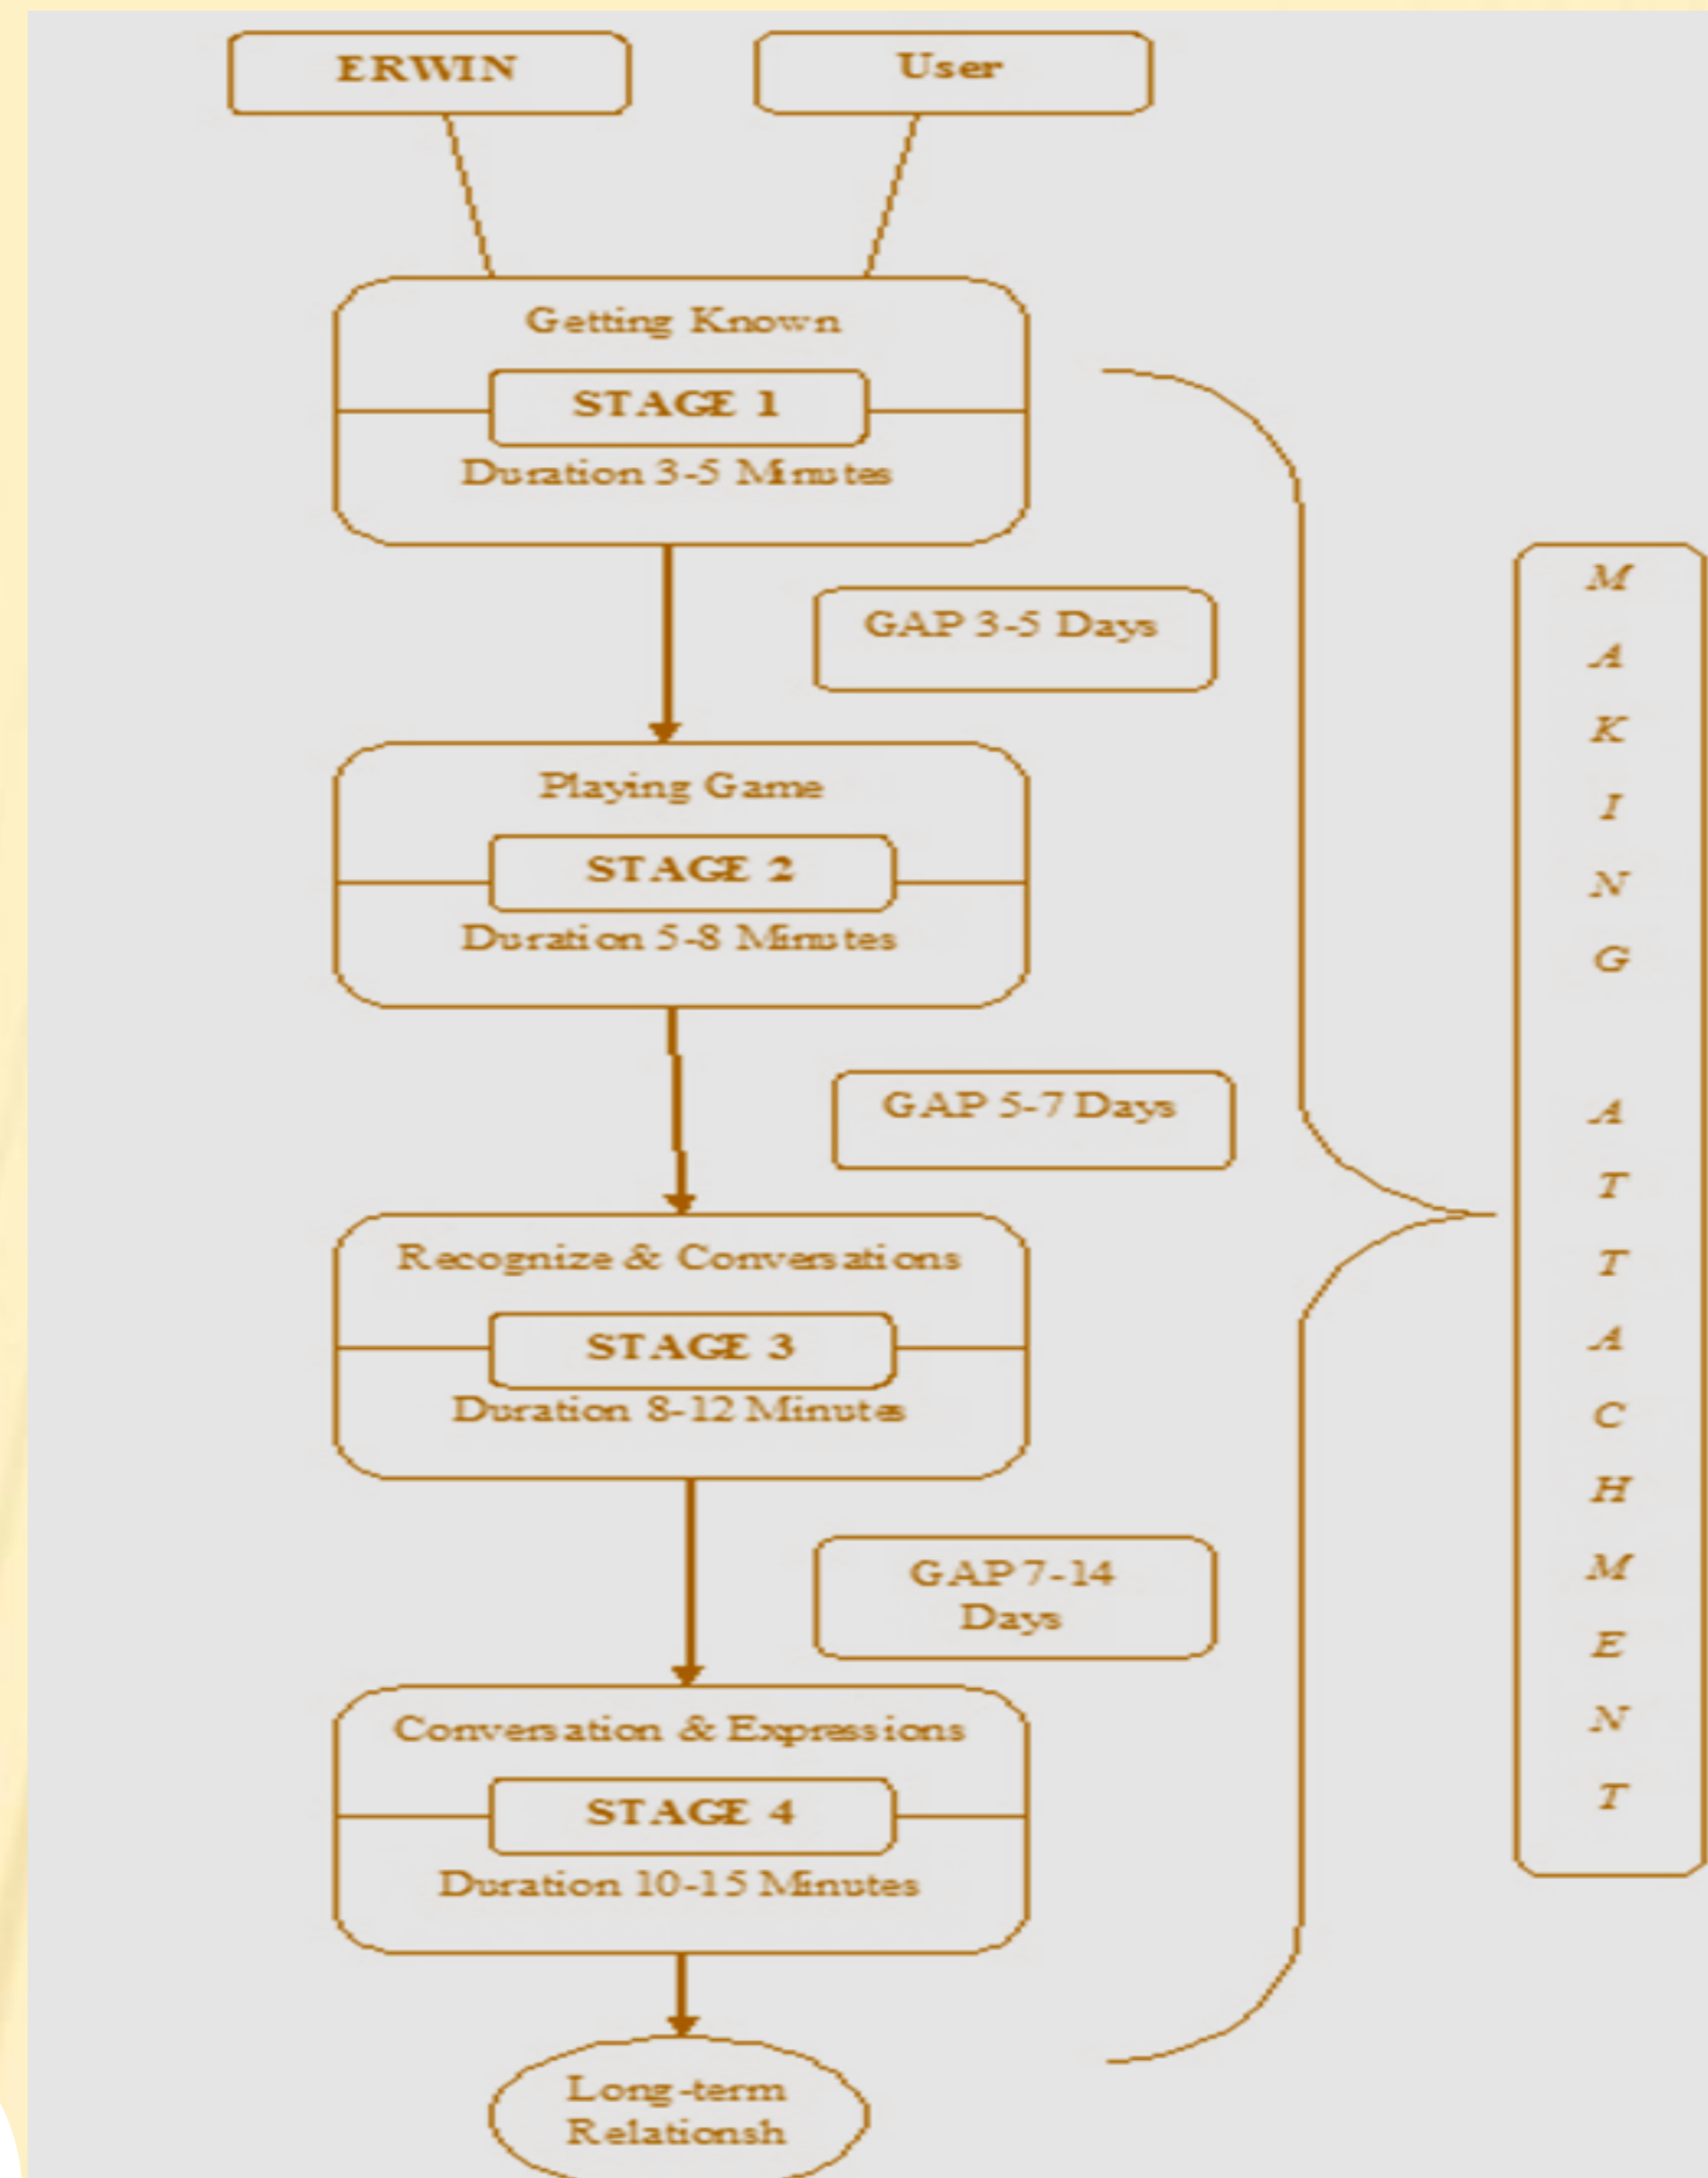 ERWIN
User
Getting Known
STAGE 1
Duration 3-5 Minutes
GAP 3-5 Days
Playing Game
STAGE 2
Duration 5-8 Minutes
GAP 5-7 Days
Recognize & Conversations
STAGE 3
Duration 8-12 Minutes
GAP 7-14
Days
Conversation & Expressions
STAGE 4
Duration 10-15 Minutes
Long-term
Relationsh
M
A
K
I
N
G
A
T
T
A
C
H
M
E
N
T